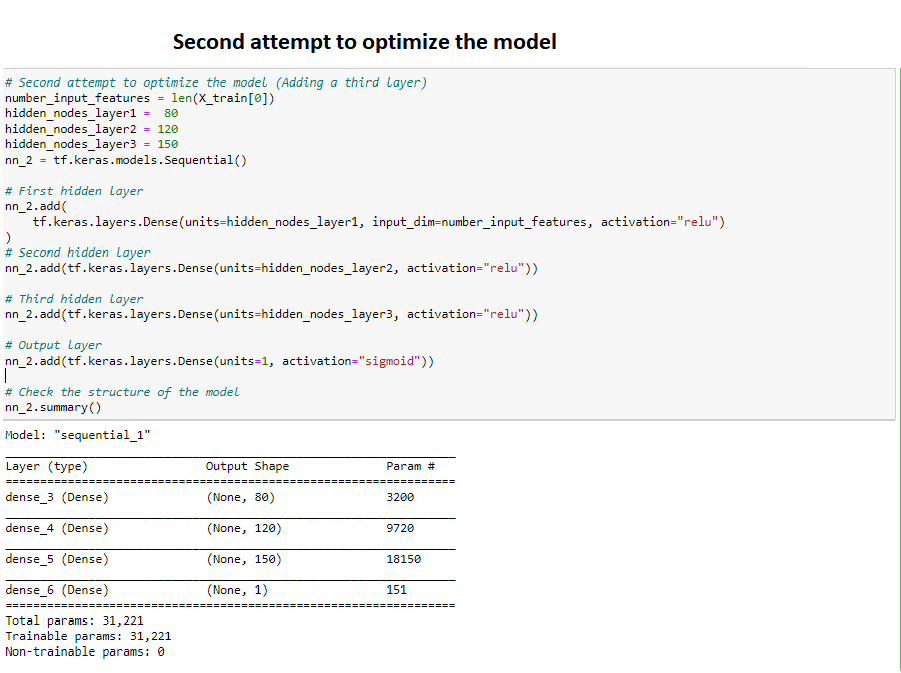 Second attempt to optimize the model
# Second attempt to optimize the model (Adding a third layer)
number_input_features = len(X_train[0])
hidden_nodes_layer1 =  80
hidden_nodes_layer2 = 120
hidden_nodes_layer3 = 150
nn_2 = tf.keras.models.Sequential()
# First hidden layer
nn_2.add(
    tf.keras.layers.Dense(units=hidden_nodes_layer1, input_dim=number_input_features, activation="relu")
)
# Second hidden layer
nn_2.add(tf.keras.layers.Dense(units=hidden_nodes_layer2, activation="relu"))
# Third hidden layer
nn_2.add(tf.keras.layers.Dense(units=hidden_nodes_layer3, activation="relu"))
# Output layer
nn_2.add(tf.keras.layers.Dense(units=1, activation="sigmoid"))
# Check the structure of the model
nn_2.summary()
Model: "sequential_1"
Layer (type)                 Output Shape              Param #
dense_3 (Dense)              (None, 80)                3200
dense_4 (Dense)              (None, 120)               9720
dense_5 (Dense)              (None, 150)               18150
dense_6 (Dense)              (None, 1)                 151
Total params: 31,221
Trainable params: 31,221
Non-trainable params: 0